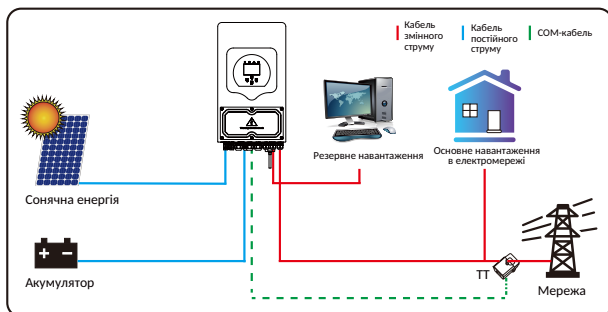 Кабель
змінного
струму
Кабель
постійного
струму
COM-кабель
Резервне навантаження
Основне навантаження
в електромережі
Сонячна енергія
Акумулятор
ТТ
Мережа